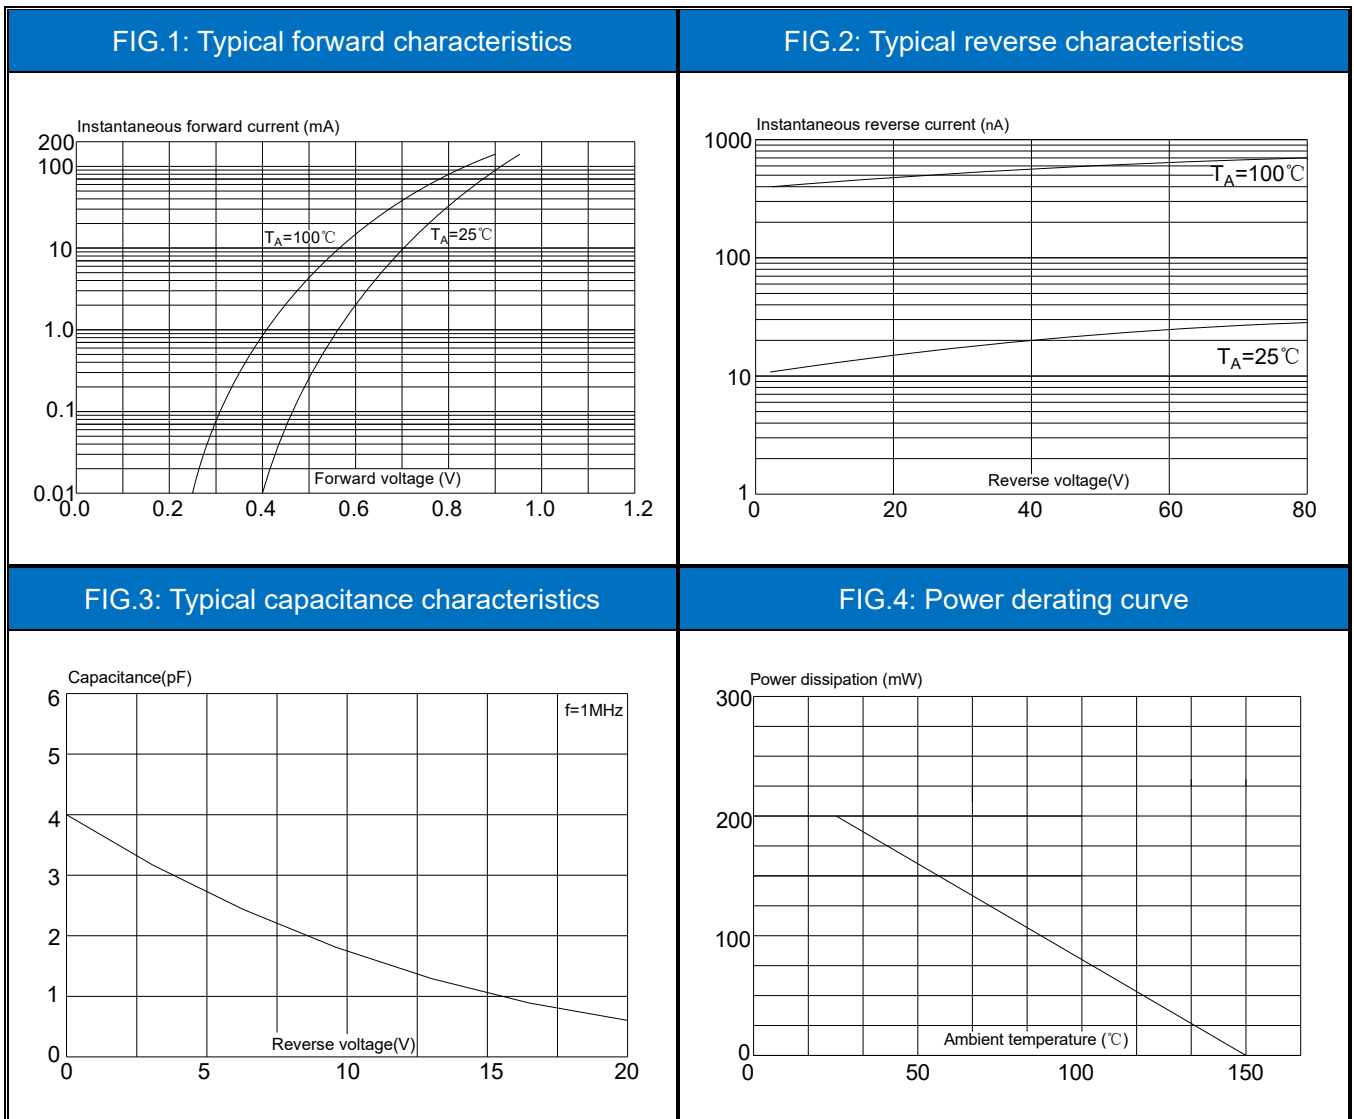 FIG.1: Typical forward characteristics
FIG.2: Typical reverse characteristics
Instantaneous forward current (mA)
200
100
10
1.0
0.1
0.01
TA=100℃
TA=25℃
Forward voltage (V)
0.0 0.2 0.4 0.6 0.8 1.0 1.2
Instantaneous reverse current (nA)
1000
100
10
1
TA=100℃
TA=25℃
Reverse voltage(V)
0 20 40 60 80
FIG.3: Typical capacitance characteristics
FIG.4: Power derating curve
Capacitance(pF)
6
5
4
3
2
1
0
f=1MHz
Reverse voltage(V)
0 5 10 15 20
Power dissipation (mW)
300
200
100
0
Ambient temperature (℃)
0 50 100 150